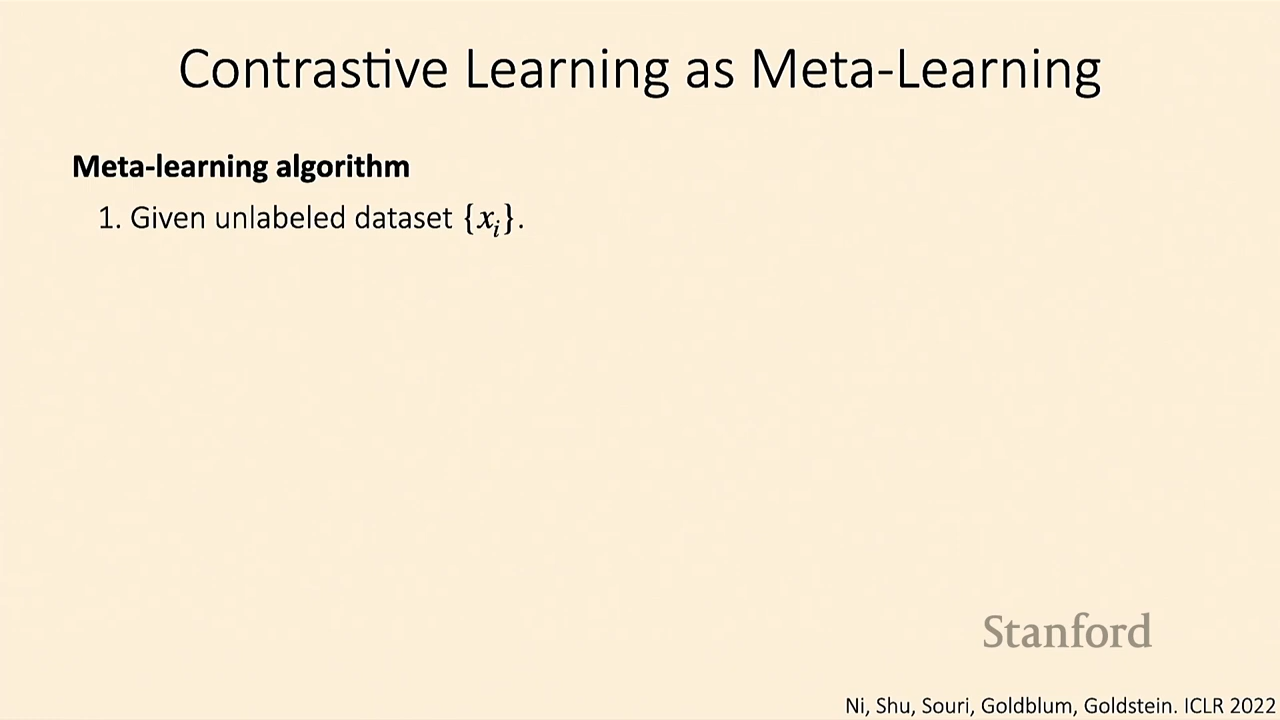 Contrastive Learning as Meta-Learning
Meta-learning algorithm
1. Given unlabeled dataset {xᵢ}.
Stanford
Ni, Shu, Souri, Goldblum, Goldstein. ICLR 2022